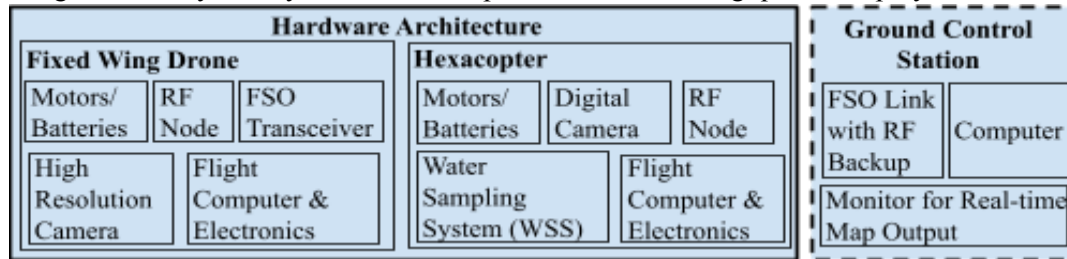 Hardware Architecture
Fixed Wing Drone
Motors/
Batteries
RF
Node
FSO
Transceiver
High
Resolution
Camera
Flight
Computer &
Electronics
Hexacopter
Motors/
Batteries
Digital
Camera
RF
Node
Water
Sampling
System (WSS)
Flight
Computer &
Electronics
Ground Control
Station
FSO Link
with RF
Backup
Computer
Monitor for Real-time
Map Output